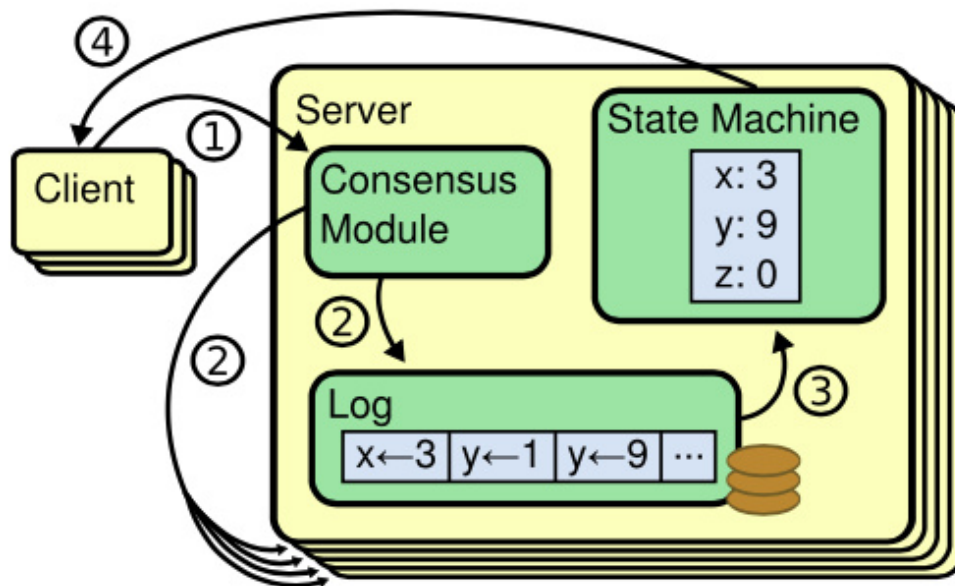 ④
①
Server
State Machine
Client
Consensus
Module
x: 3
y: 9
z: 0
②
②
③
Log
x←3 y←1 y←9 ...